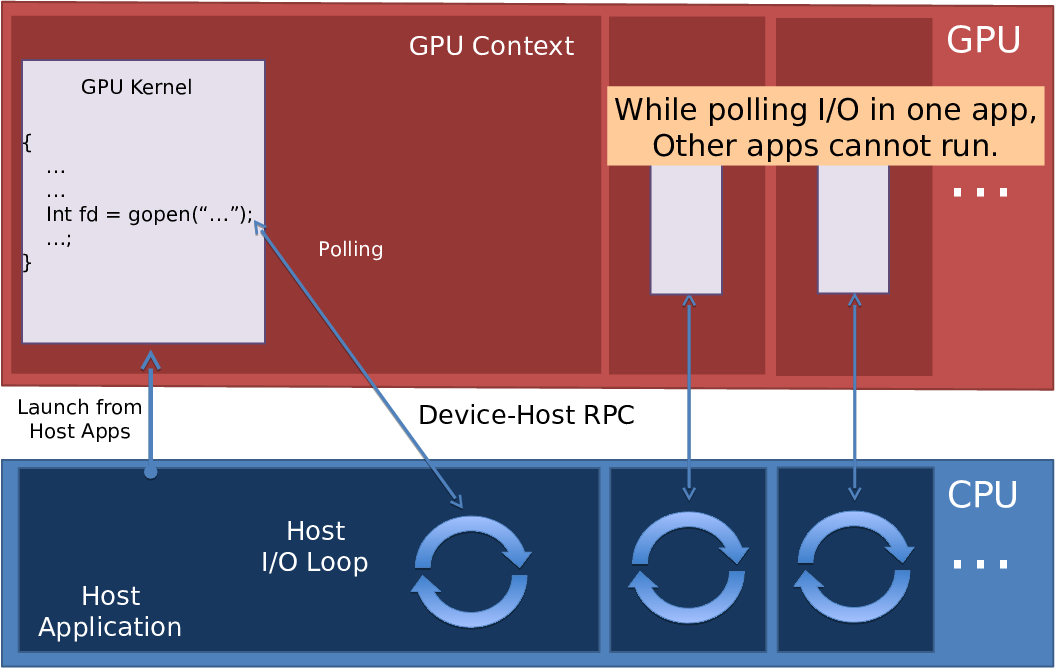 GPU Context
GPU
GPU Kernel
{
...
...
Int fd = gopen(“...”);
...;
}
While polling I/O in one app,
Other apps cannot run.
...
Polling
Launch from
Host Apps
Device-Host RPC
CPU
Host
I/O Loop
...
Host
Application